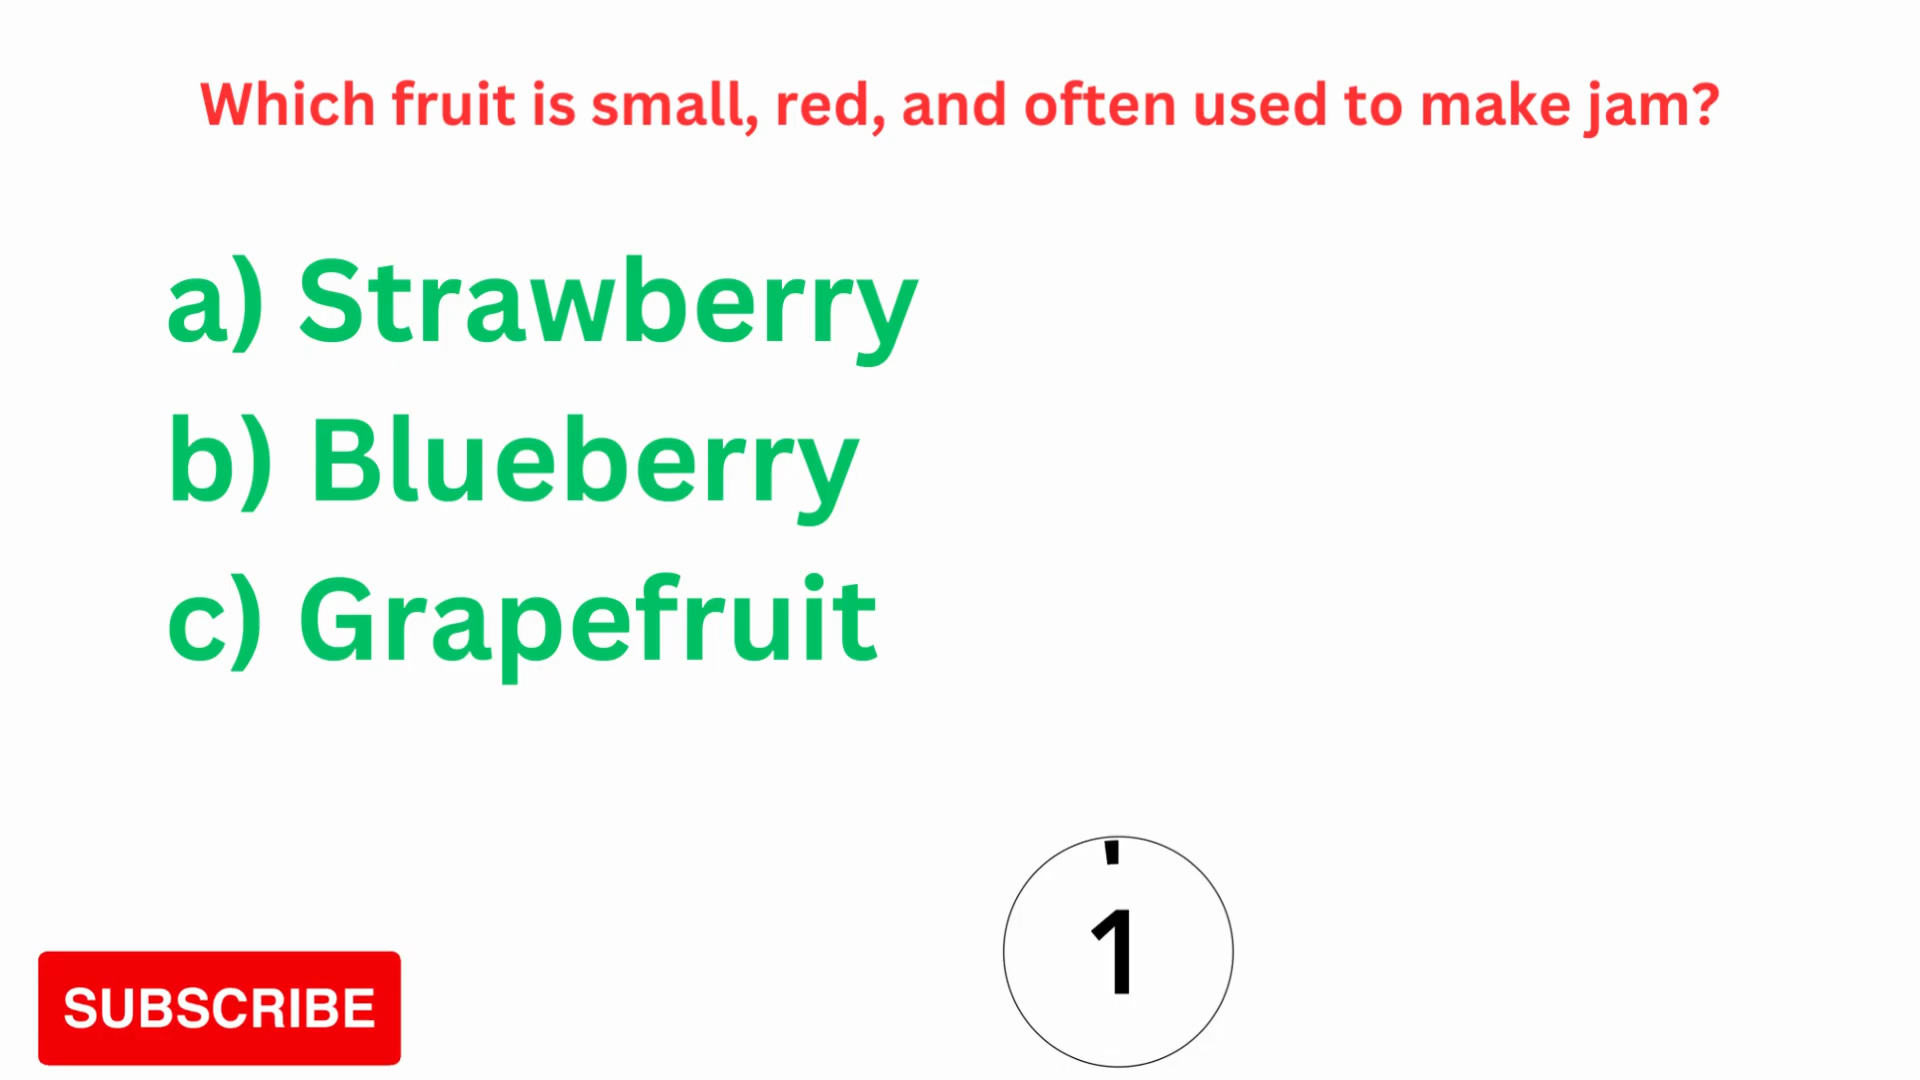 Which fruit is small, red, and often used to make jam?
a) Strawberry
b) Blueberry
c) Grapefruit
1
SUBSCRIBE